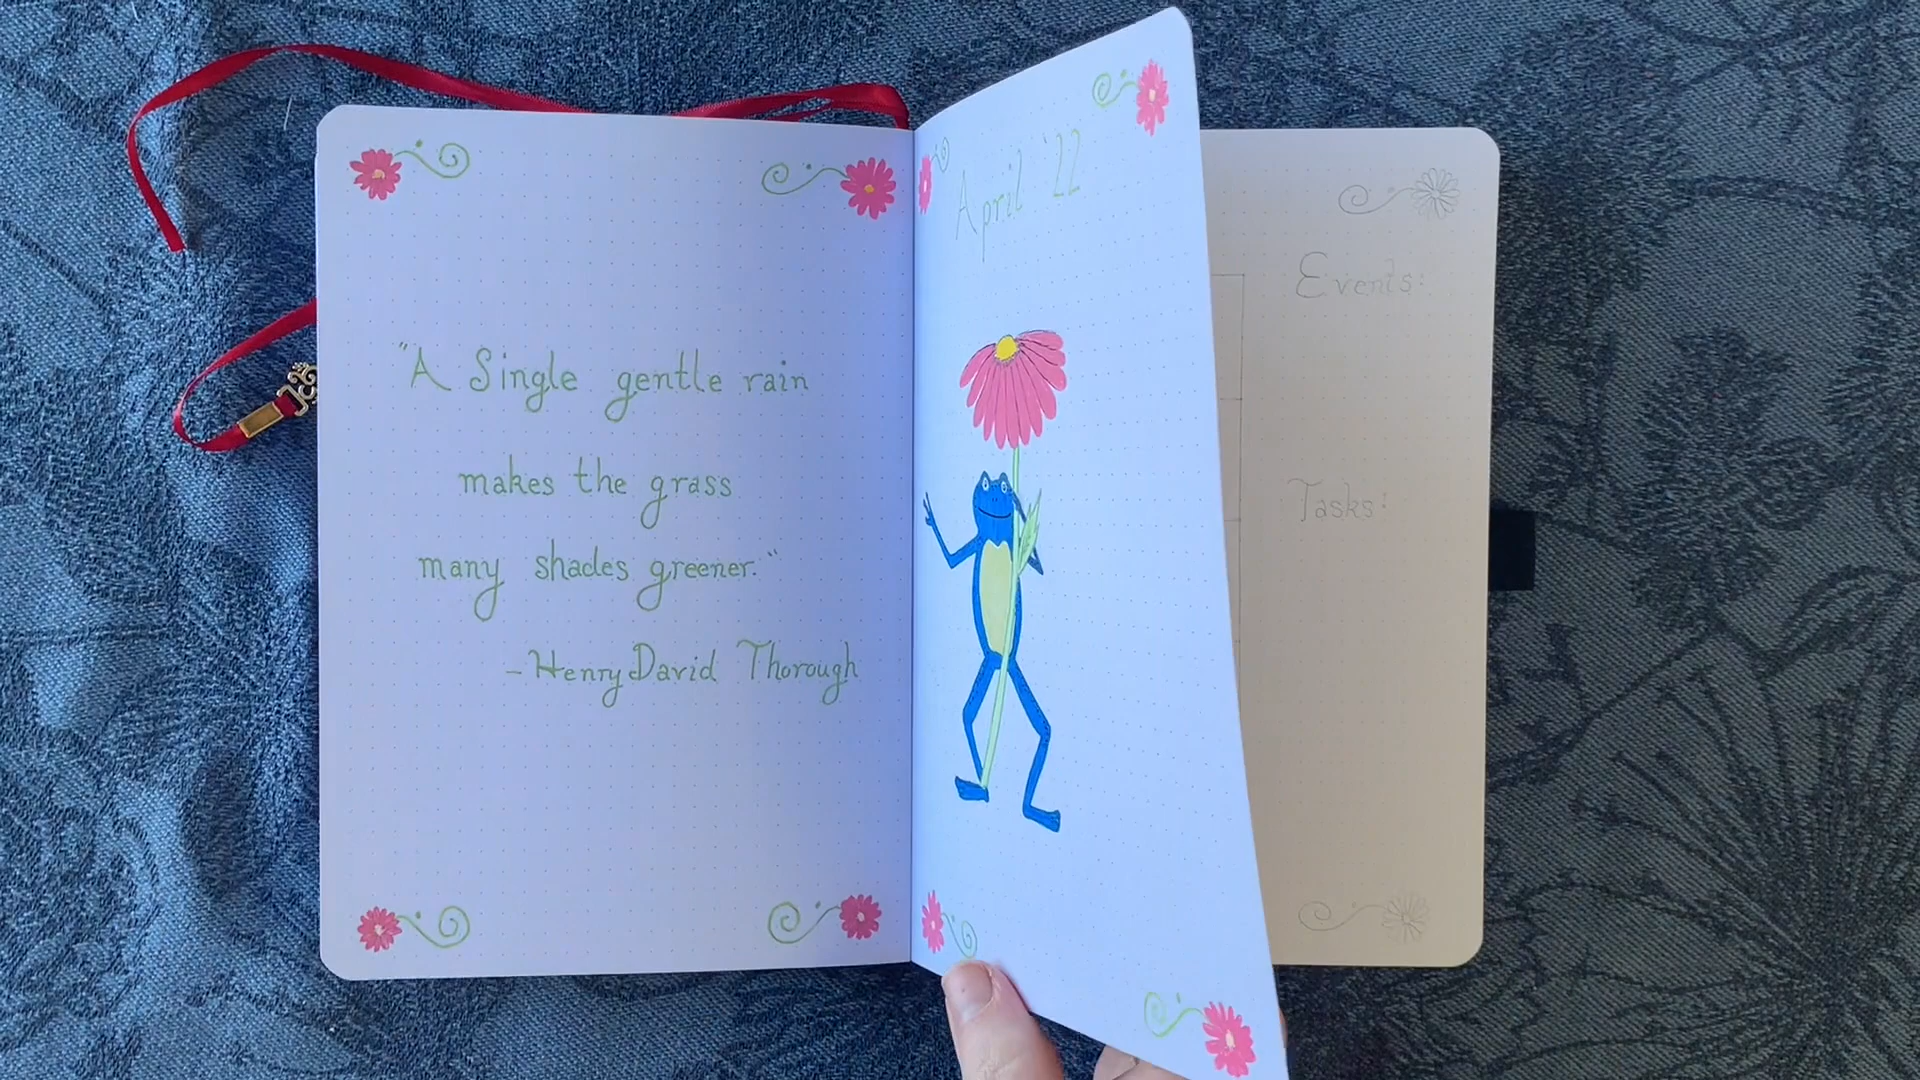 "A Single gentle rain
makes the grass
many shades greener."
- Henry David Thorough
April '22
Events:
Tasks: